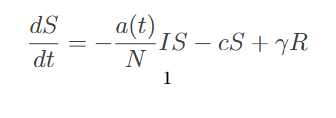 dS/dt = −a(t)/N IS − cS + γR
1